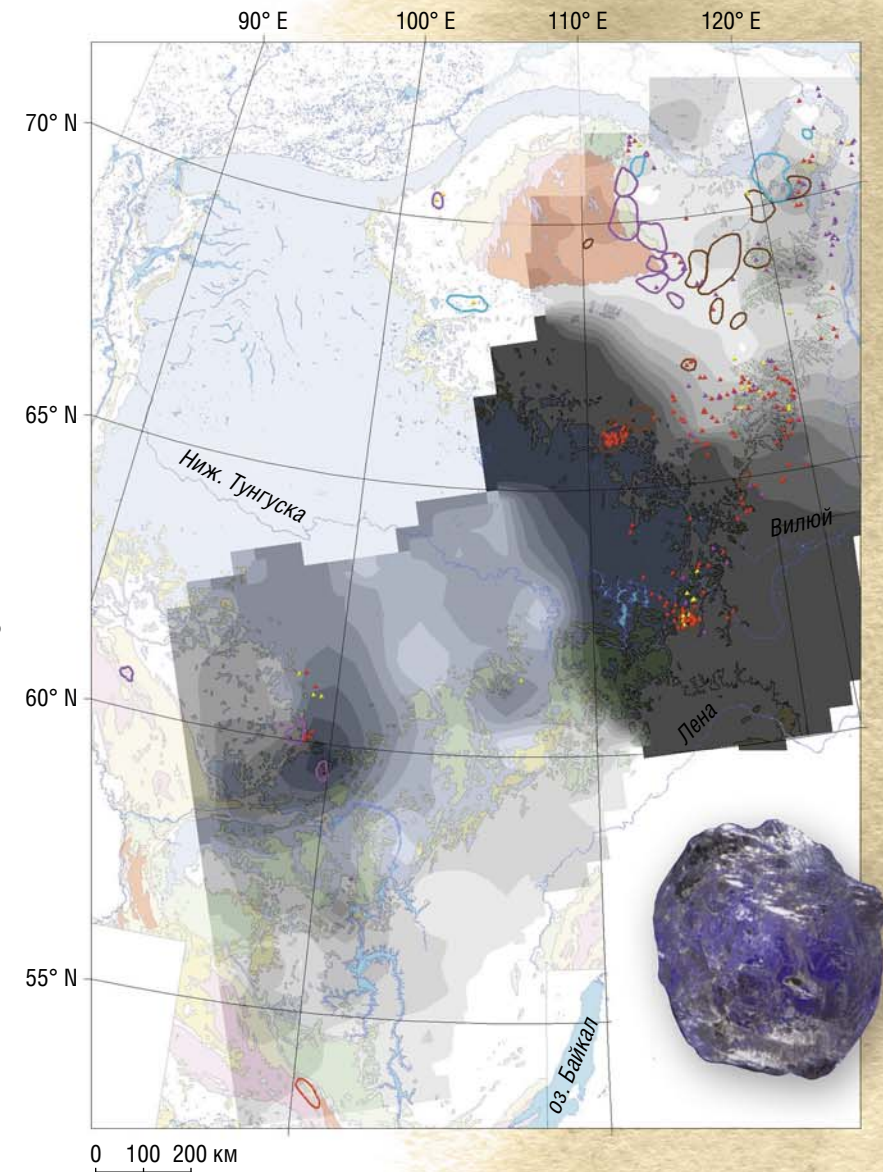 90° E 100° E 110° E 120° E
70° N
65° N
Ниж. Тунгуска
Вилюй
60° N
Лена
55° N
оз. Байкал
0 100 200 км